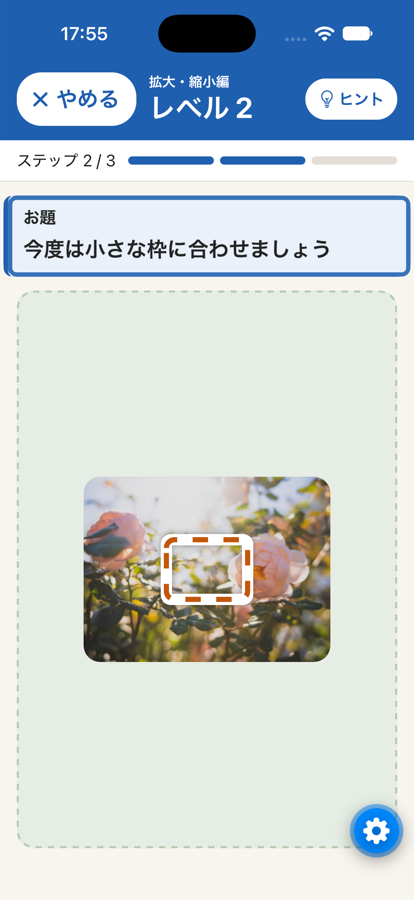 17:55
やめる
拡大・縮小編
レベル 2
ヒント
ステップ 2 / 3
お題
今度は小さな枠に合わせましょう